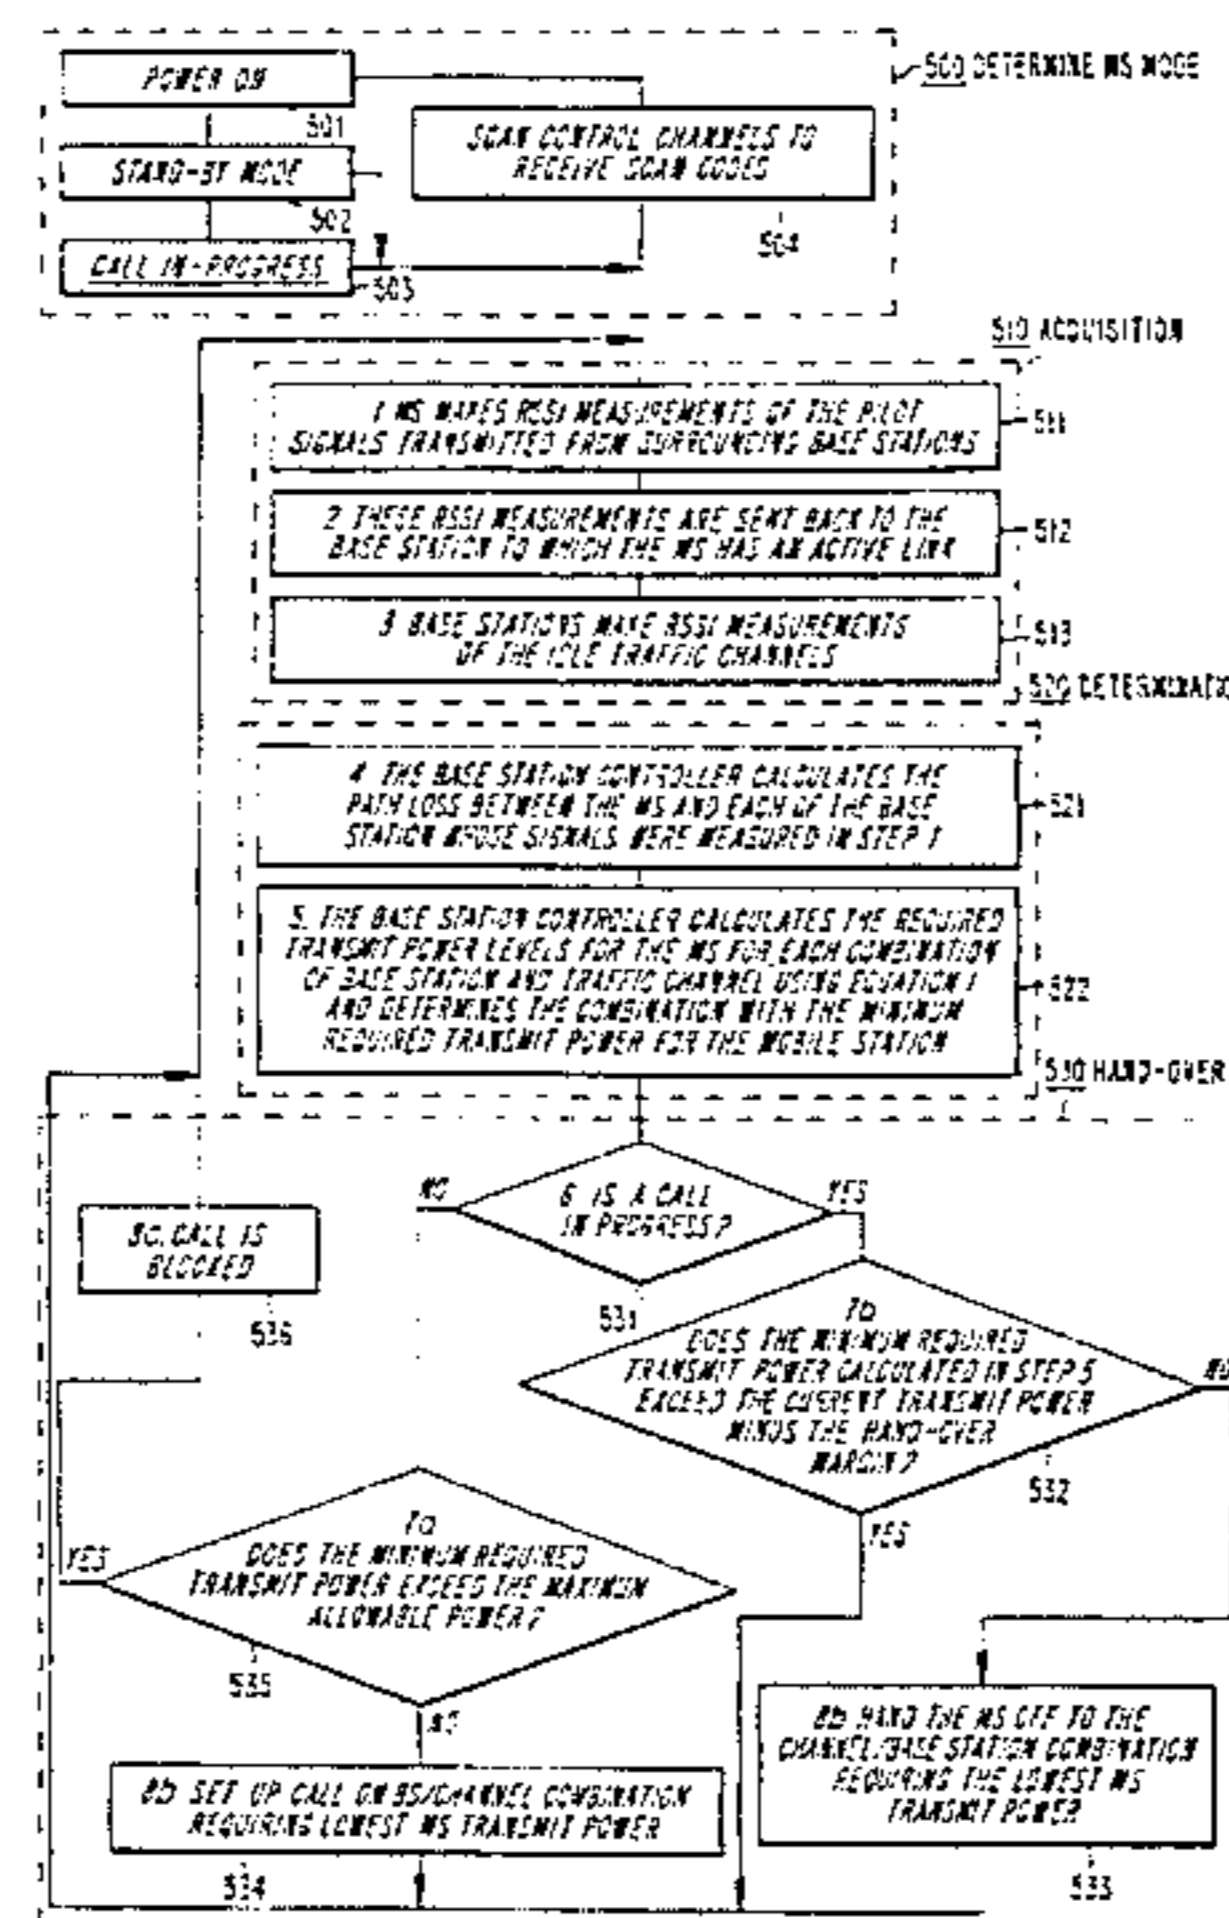 POWER ON
501
STAND-BY MODE
502
CALL IN-PROGRESS
503
SCAN CONTROL CHANNELS TO
RECEIVE SCAN CODES
504
500 DETERMINE MS MODE
510 ACQUISITION
1 MS MAKES RSSI MEASUREMENTS OF THE PILOT
SIGNALS TRANSMITTED FROM SURROUNDING BASE STATIONS
511
2 THESE RSSI MEASUREMENTS ARE SENT BACK TO THE
BASE STATION TO WHICH THE MS HAS AN ACTIVE LINK
512
3 BASE STATIONS MAKE RSSI MEASUREMENTS
OF THE IDLE TRAFFIC CHANNELS
513
520 DETERMINATIO
4 THE BASE STATION CONTROLLER CALCULATES THE
PATH LOSS BETWEEN THE MS AND EACH OF THE BASE
STATION WHOSE SIGNALS WERE MEASURED IN STEP 1
521
5. THE BASE STATION CONTROLLER CALCULATES THE REQUIRED
TRANSMIT POWER LEVELS FOR THE MS FOR EACH COMBINATION
OF BASE STATION AND TRAFFIC CHANNEL USING EQUATION 1
AND DETERMINES THE COMBINATION WITH THE MINIMUM
REQUIRED TRANSMIT POWER FOR THE MOBILE STATION
522
530 HAND-OVER
6 IS A CALL
IN PROGRESS?
NO
YES
531
8C. CALL IS
BLOCKED
536
7b
DOES THE MINIMUM REQUIRED
TRANSMIT POWER CALCULATED IN STEP 5
EXCEED THE CURRENT TRANSMIT POWER
MINUS THE HAND-OVER
MARGIN?
NO
532
YES
7a
DOES THE MINIMUM REQUIRED
TRANSMIT POWER EXCEED THE MAXIMUM
ALLOWABLE POWER?
YES
535
NO
8b SET UP CALL ON BS/CHANNEL COMBINATION
REQUIRING LOWEST MS TRANSMIT POWER
534
8b HAND THE MS OFF TO THE
CHANNEL/BASE STATION COMBINATION
REQUIRING THE LOWEST MS
TRANSMIT POWER
533